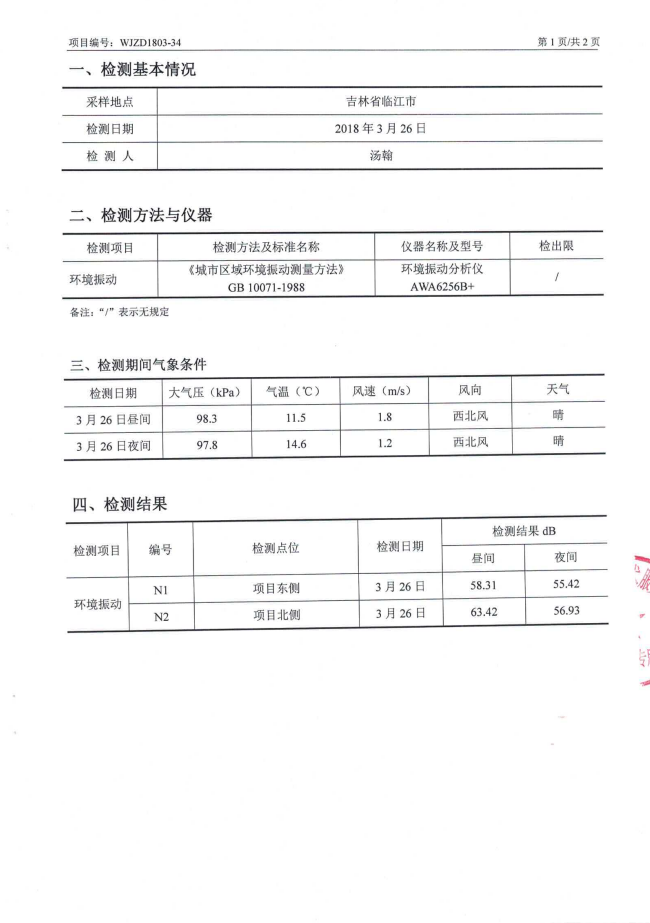 项目编号：WJZD1803-34 第 1 页/共 2 页
一、检测基本情况
采样地点 吉林省临江市
检测日期 2018 年 3 月 26 日
检 测 人 汤翰
二、检测方法与仪器
检测项目 检测方法及标准名称 仪器名称及型号 检出限
环境振动 《城市区域环境振动测量方法》 GB 10071-1988 环境振动分析仪 AWA6256B+ /
备注：“/”表示无规定
三、检测期间气象条件
检测日期 大气压（kPa） 气温（℃） 风速（m/s） 风向 天气
3 月 26 日昼间 98.3 11.5 1.8 西北风 晴
3 月 26 日夜间 97.8 14.6 1.2 西北风 晴
四、检测结果
检测项目 编号 检测点位 检测日期 检测结果 dB
昼间 夜间
环境振动 N1 项目东侧 3 月 26 日 58.31 55.42
N2 项目北侧 3 月 26 日 63.42 56.93